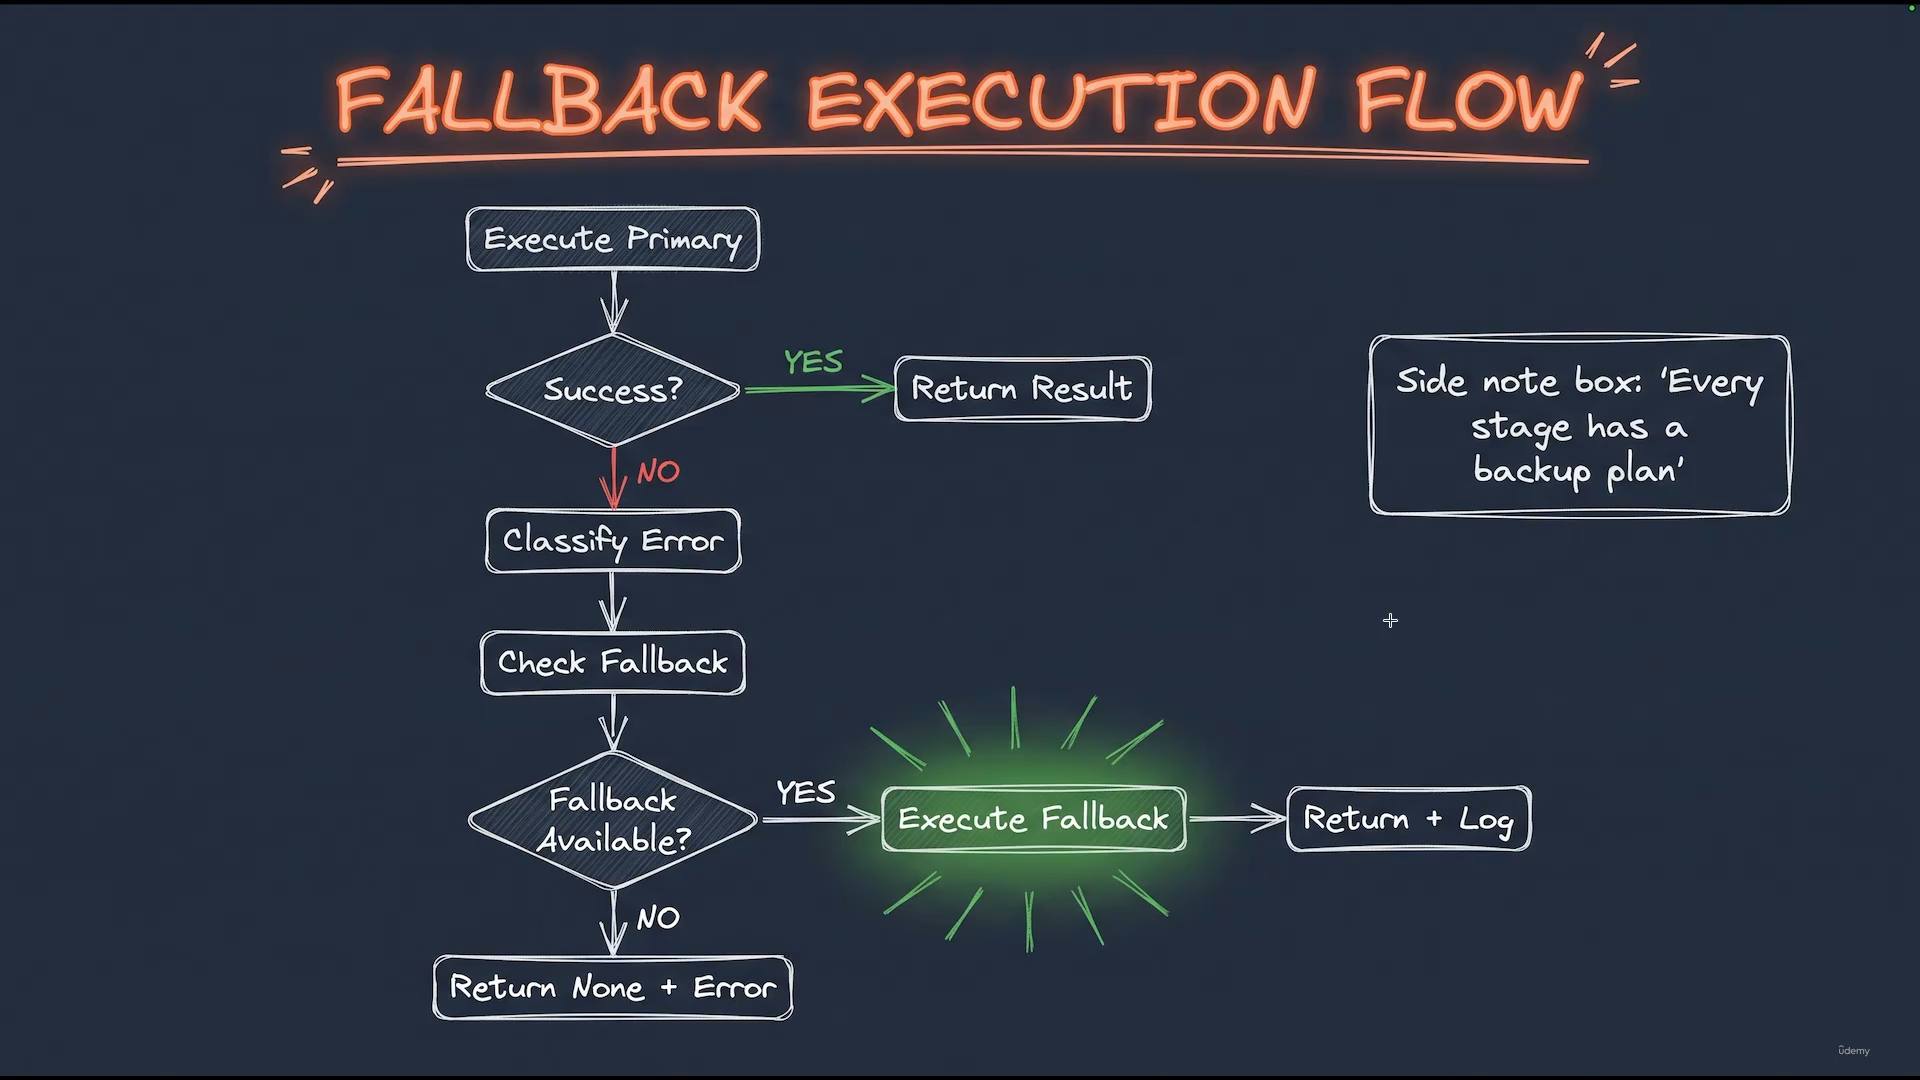 FALLBACK EXECUTION FLOW
Execute Primary
Success?
YES
Return Result
Side note box: 'Every
stage has a
backup plan'
NO
Classify Error
Check Fallback
Fallback
Available?
YES
Execute Fallback
Return + Log
NO
Return None + Error
udemy